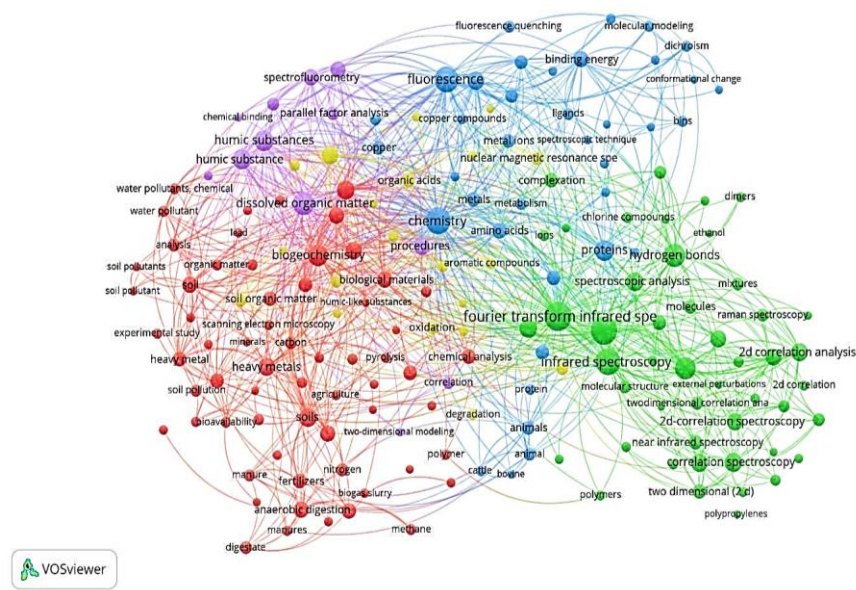 fluorescence quenching
molecular modeling
dichroism
binding energy
spectrofluorometry
fluorescence
conformational change
chemical binding
parallel factor analysis
copper compounds
ligands
bins
humic substances
copper
metal ions
spectroscopic technique
humic substance
nuclear magnetic resonance spe
organic acids
complexation
water pollutants, chemical
dissolved organic matter
metals
metabolism
dimers
water pollutant
chemistry
chlorine compounds
lead
amino acids
ions
ethanol
analysis
procedures
biogeochemistry
proteins
hydrogen bonds
soil pollutants
organic matter
aromatic compounds
soil
biological materials
spectroscopic analysis
mixtures
soil pollutant
soil organic matter
humic-like substances
molecules
raman spectroscopy
scanning electron microscopy
oxidation
fourier transform infrared spe
experimental study
minerals
carbon
heavy metal
heavy metals
pyrolysis
chemical analysis
infrared spectroscopy
2d correlation analysis
correlation
external perturbations
2d correlation
soil pollution
agriculture
protein
molecular structure
twodimensional correlation ana
bioavailability
soils
degradation
2d-correlation spectroscopy
two-dimensional modeling
animals
near infrared spectroscopy
polymer
animal
correlation spectroscopy
manure
nitrogen
cattle
bovine
fertilizers
biogas slurry
polymers
two dimensional (2 d)
anaerobic digestion
polypropylenes
manures
methane
digestate
VOSviewer